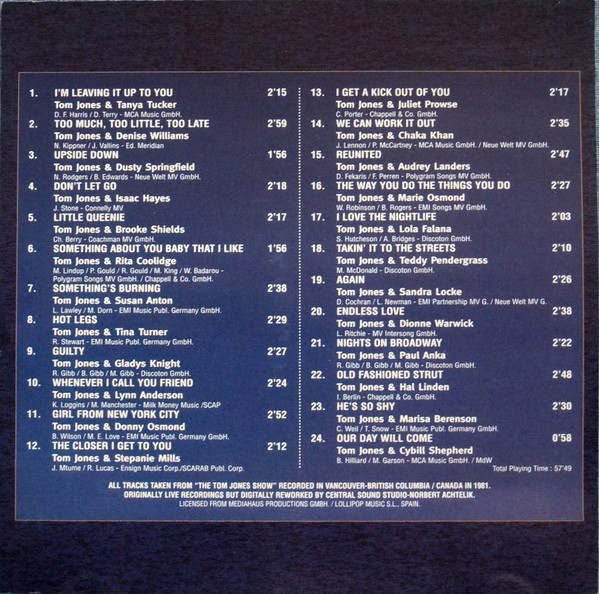 1. I'M LEAVING IT UP TO YOU 2'15
Tom Jones & Tanya Tucker
D. F. Harris / D. Terry - MCA Music GmbH.
2. TOO MUCH, TOO LITTLE, TOO LATE 2'59
Tom Jones & Denise Williams
N. Kippner / J. Vallins - Ed. Meridian
3. UPSIDE DOWN 1'56
Tom Jones & Dusty Springfield
N. Rodgers / B. Edwards - Neue Welt MV GmbH.
4. DON'T LET GO 2'18
Tom Jones & Isaac Hayes
J. Stone - Connelly MV
5. LITTLE QUEENIE 2'17
Tom Jones & Brooke Shields
Ch. Berry - Coachman MV GmbH.
6. SOMETHING ABOUT YOU BABY THAT I LIKE 1'56
Tom Jones & Rita Coolidge
M. Lindup / P. Gould / R. Gould / M. King / W. Badarou -
Polygram Songs MV GmbH. / Chappell & Co. GmbH.
7. SOMETHING'S BURNING 2'38
Tom Jones & Susan Anton
L. Lawley / M. Dorn - EMI Music Publ. Germany GmbH.
8. HOT LEGS 2'29
Tom Jones & Tina Turner
R. Stewart - EMI Music Publ. Germany GmbH.
9. GUILTY 2'27
Tom Jones & Gladys Knight
R. Gibb / B. Gibb / M. Gibb - Discoton GmbH.
10. WHENEVER I CALL YOU FRIEND 2'24
Tom Jones & Lynn Anderson
K. Loggins / M. Manchester - Milk Money Music /SCAP
11. GIRL FROM NEW YORK CITY 2'52
Tom Jones & Donny Osmond
B. Wilson / M. E. Love - EMI Music Publ. Germany GmbH.
12. THE CLOSER I GET TO YOU 2'12
Tom Jones & Stepanie Mills
J. Mtume / R. Lucas - Ensign Music Corp./SCARAB Publ. Corp.
13. I GET A KICK OUT OF YOU 2'17
Tom Jones & Juliet Prowse
C. Porter - Chappell & Co. GmbH.
14. WE CAN WORK IT OUT 2'35
Tom Jones & Chaka Khan
J. Lennon / P. McCartney - MCA Music GmbH. / Neue Welt MV GmbH.
15. REUNITED 2'47
Tom Jones & Audrey Landers
D. Fekaris / F. Perren - Polygram Songs MV GmbH.
16. THE WAY YOU DO THE THINGS YOU DO 2'27
Tom Jones & Marie Osmond
W. Robinson / B. Rogers - EMI Songs MV GmbH.
17. I LOVE THE NIGHTLIFE 2'03
Tom Jones & Lola Falana
S. Hutcheson / A. Bridges - Discoton GmbH.
18. TAKIN' IT TO THE STREETS 2'10
Tom Jones & Teddy Pendergrass
M. McDonald - Discoton GmbH.
19. AGAIN 2'26
Tom Jones & Sandra Locke
D. Cochran / L. Newman - EMI Partnership MV G. / Neue Welt MV G.
20. ENDLESS LOVE 2'38
Tom Jones & Dionne Warwick
L. Ritchie - MV Intersong GmbH.
21. NIGHTS ON BROADWAY 2'22
Tom Jones & Paul Anka
R. Gibb / B. Gibb / M. Gibb - Discoton GmbH.
22. OLD FASHIONED STRUT 2'48
Tom Jones & Hal Linden
I. Berlin - Chappell & Co. GmbH.
23. HE'S SO SHY 2'30
Tom Jones & Marisa Berenson
C. Weil / T. Snow - EMI Music Publ. Germany GmbH.
24. OUR DAY WILL COME 0'58
Tom Jones & Cybill Shepherd
B. Hilliard / M. Garson - MCA Music GmbH. / MdW
Total Playing Time : 57'49
ALL TRACKS TAKEN FROM "THE TOM JONES SHOW" RECORDED IN VANCOUVER-BRITISH COLUMBIA / CANADA IN 1981.
ORIGINALLY LIVE RECORDINGS BUT DIGITALLY REWORKED BY CENTRAL SOUND STUDIO-NORBERT ACHTELIK.
LICENSED FROM MEDIAHAUS PRODUCTIONS GMBH. / LOLLIPOP MUSIC S.L., SPAIN.